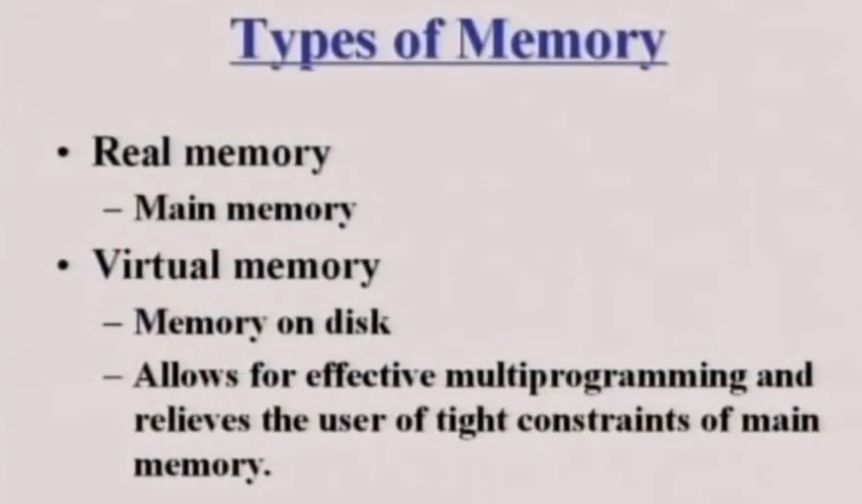 Types of Memory
• Real memory
– Main memory
• Virtual memory
– Memory on disk
– Allows for effective multiprogramming and
relieves the user of tight constraints of main
memory.